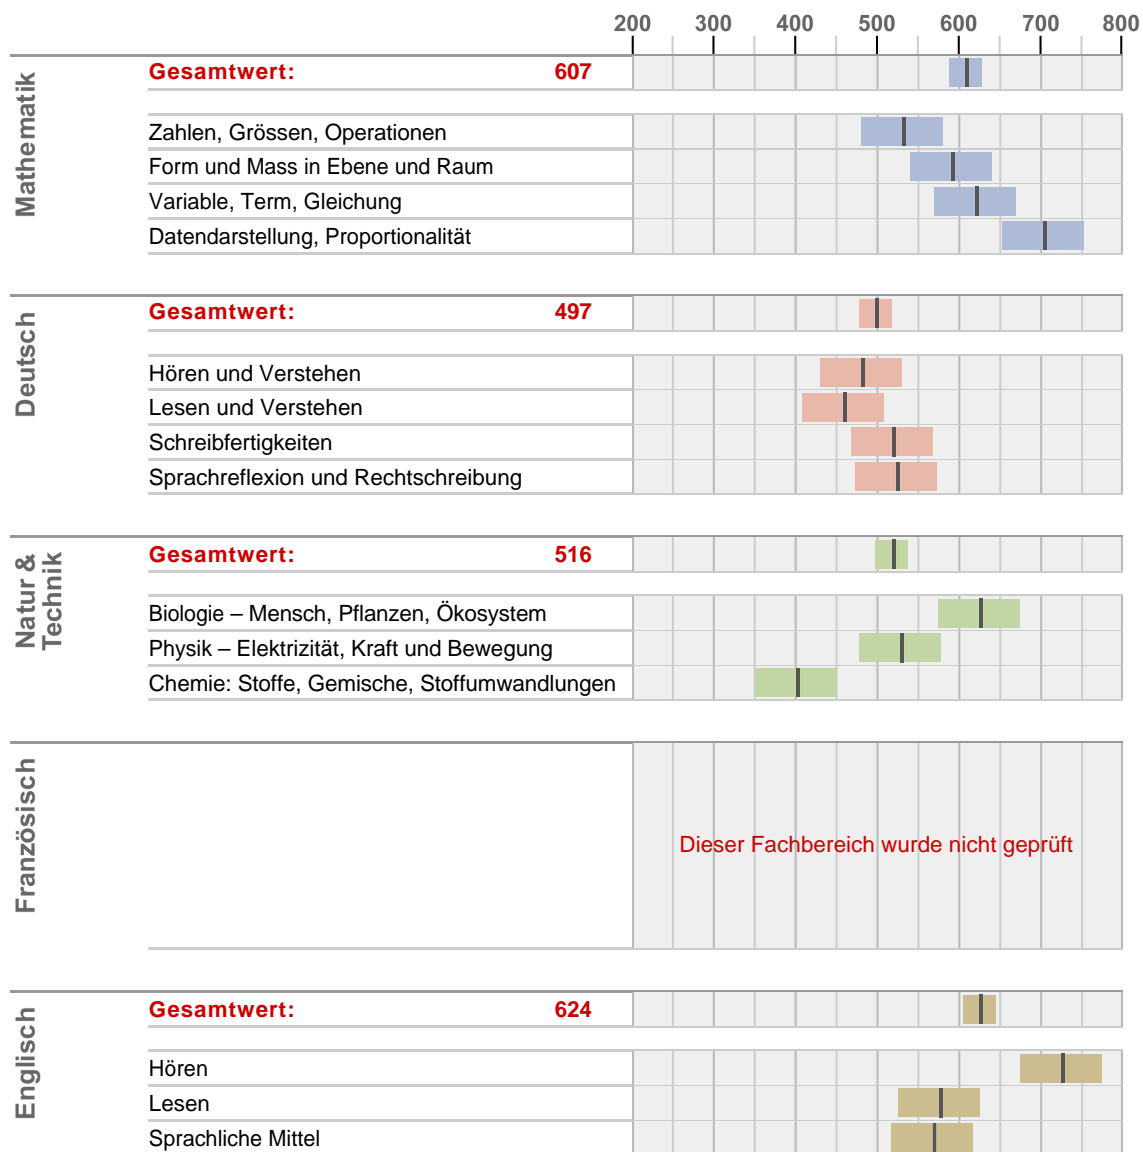 200 300 400 500 600 700 800
Mathematik
Gesamtwert: 607
Zahlen, Grössen, Operationen
Form und Mass in Ebene und Raum
Variable, Term, Gleichung
Datendarstellung, Proportionalität
Deutsch
Gesamtwert: 497
Hören und Verstehen
Lesen und Verstehen
Schreibfertigkeiten
Sprachreflexion und Rechtschreibung
Natur &
Technik
Gesamtwert: 516
Biologie – Mensch, Pflanzen, Ökosystem
Physik – Elektrizität, Kraft und Bewegung
Chemie: Stoffe, Gemische, Stoffumwandlungen
Französisch
Dieser Fachbereich wurde nicht geprüft
Englisch
Gesamtwert: 624
Hören
Lesen
Sprachliche Mittel